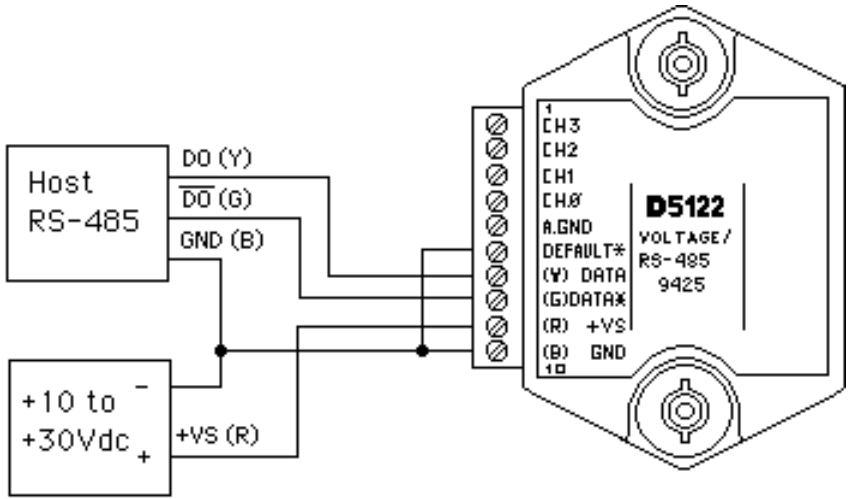 Host
RS-485
DO (Y)
D̅O̅ (G)
GND (B)
+10 to -
+30Vdc +
+VS (R)
1
CH3
CH2
CH1
CH0
A.GND
DEFAULT*
(Y) DATA
(G)DATA*
(R) +VS
(B) GND
10
D5122
VOLTAGE/
RS-485
9425